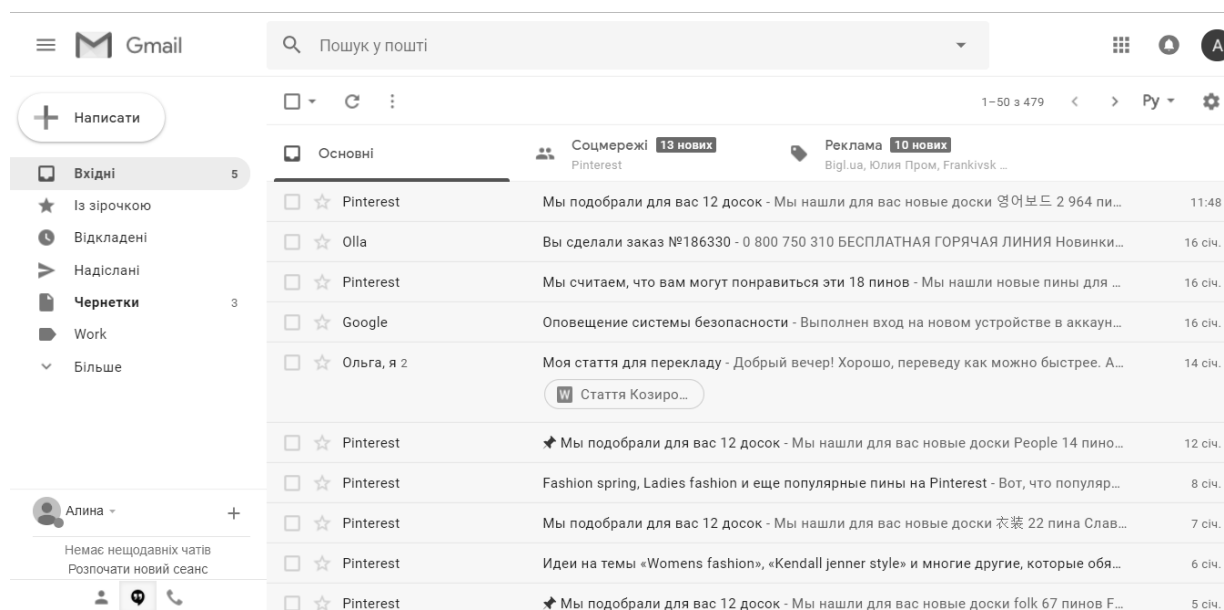 Gmail
Пошук у пошті
А
Написати
1–50 з 479
Ру
Основні
Соцмережі 13 нових
Pinterest
Реклама 10 нових
Bigl.ua, Юлия Пром, Frankivsk ...
Вхідні 5
Із зірочкою
Відкладені
Надіслані
Чернетки 3
Work
Більше
Pinterest Мы подобрали для вас 12 досок - Мы нашли для вас новые доски 영어보드 2 964 пи... 11:48
Olla Вы сделали заказ №186330 - 0 800 750 310 БЕСПЛАТНАЯ ГОРЯЧАЯ ЛИНИЯ Новинки... 16 січ.
Pinterest Мы считаем, что вам могут понравиться эти 18 пинов - Мы нашли новые пины для ... 16 січ.
Google Оповещение системы безопасности - Выполнен вход на новом устройстве в аккаун... 16 січ.
Ольга, я 2 Моя стаття для перекладу - Добрый вечер! Хорошо, переведу как можно быстрее. А... 14 січ.
W Стаття Козиро...
Pinterest Мы подобрали для вас 12 досок - Мы нашли для вас новые доски People 14 пино... 12 січ.
Pinterest Fashion spring, Ladies fashion и еще популярные пины на Pinterest - Вот, что популяр... 8 січ.
Pinterest Мы подобрали для вас 12 досок - Мы нашли для вас новые доски 衣装 22 пина Слав... 7 січ.
Pinterest Идеи на темы «Womens fashion», «Kendall jenner style» и многие другие, которые обя... 6 січ.
Pinterest Мы подобрали для вас 12 досок - Мы нашли для вас новые доски folk 67 пинов F... 5 січ.
Алина
Немає нещодавніх чатів
Розпочати новий сеанс